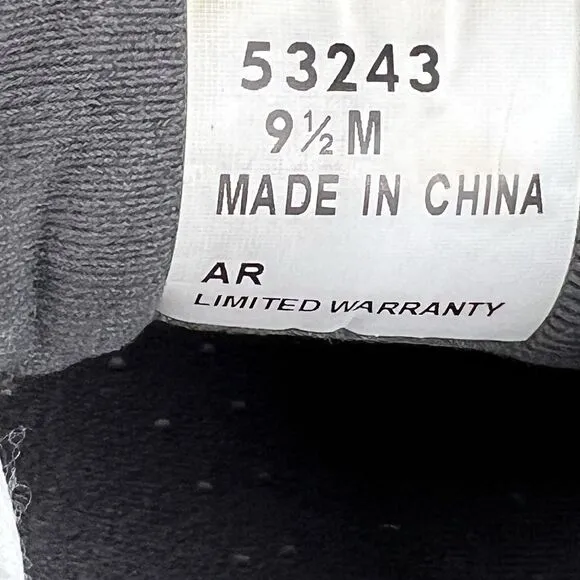 53243
9½ M
MADE IN CHINA
AR
LIMITED WARRANTY